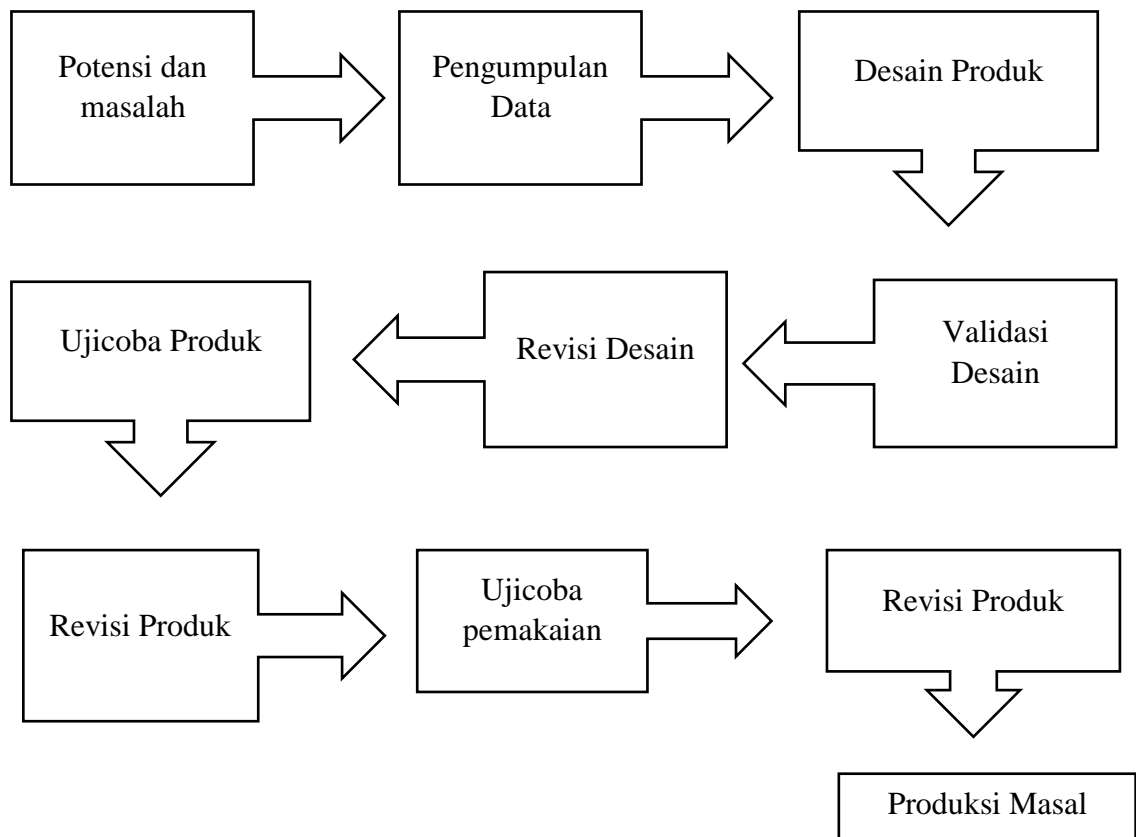 Potensi dan
masalah
Pengumpulan
Data
Desain Produk
Validasi
Desain
Revisi Desain
Ujicoba Produk
Revisi Produk
Ujicoba
pemakaian
Revisi Produk
Produksi Masal